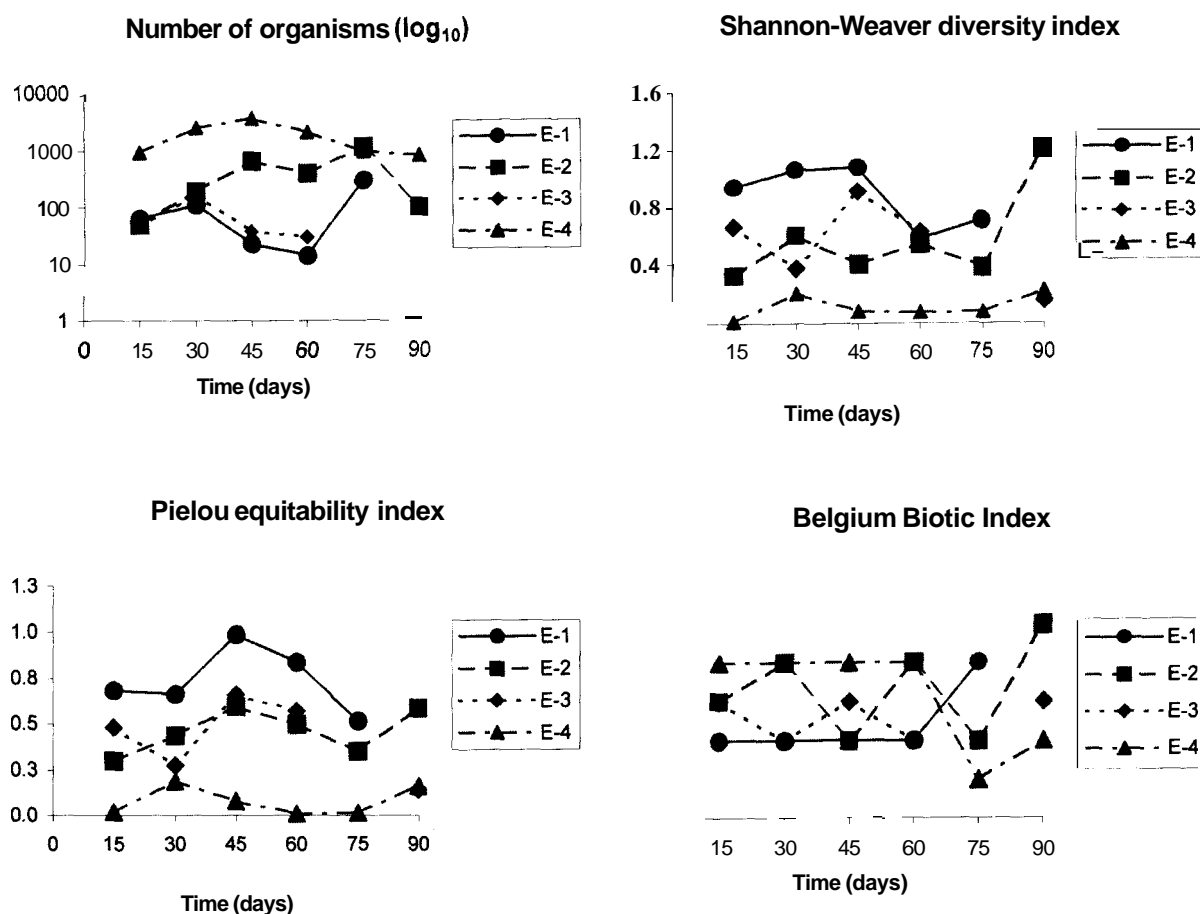 Number of organisms (log10)
10000
1000
100
10
1
0 15 30 45 60 75 90
Time (days)
E-1
E-2
E-3
E-4
Shannon-Weaver diversity index
1.6
1.2
0.8
0.4
15 30 45 60 75 90
Time (days)
E-1
E-2
E-3
E-4
Pielou equitability index
1.3
1.0
0.8
0.5
0.3
0.0
0 15 30 45 60 75 90
Time (days)
E-1
E-2
E-3
E-4
Belgium Biotic Index
15 30 45 60 75 90
Time (days)
E-1
E-2
E-3
E-4